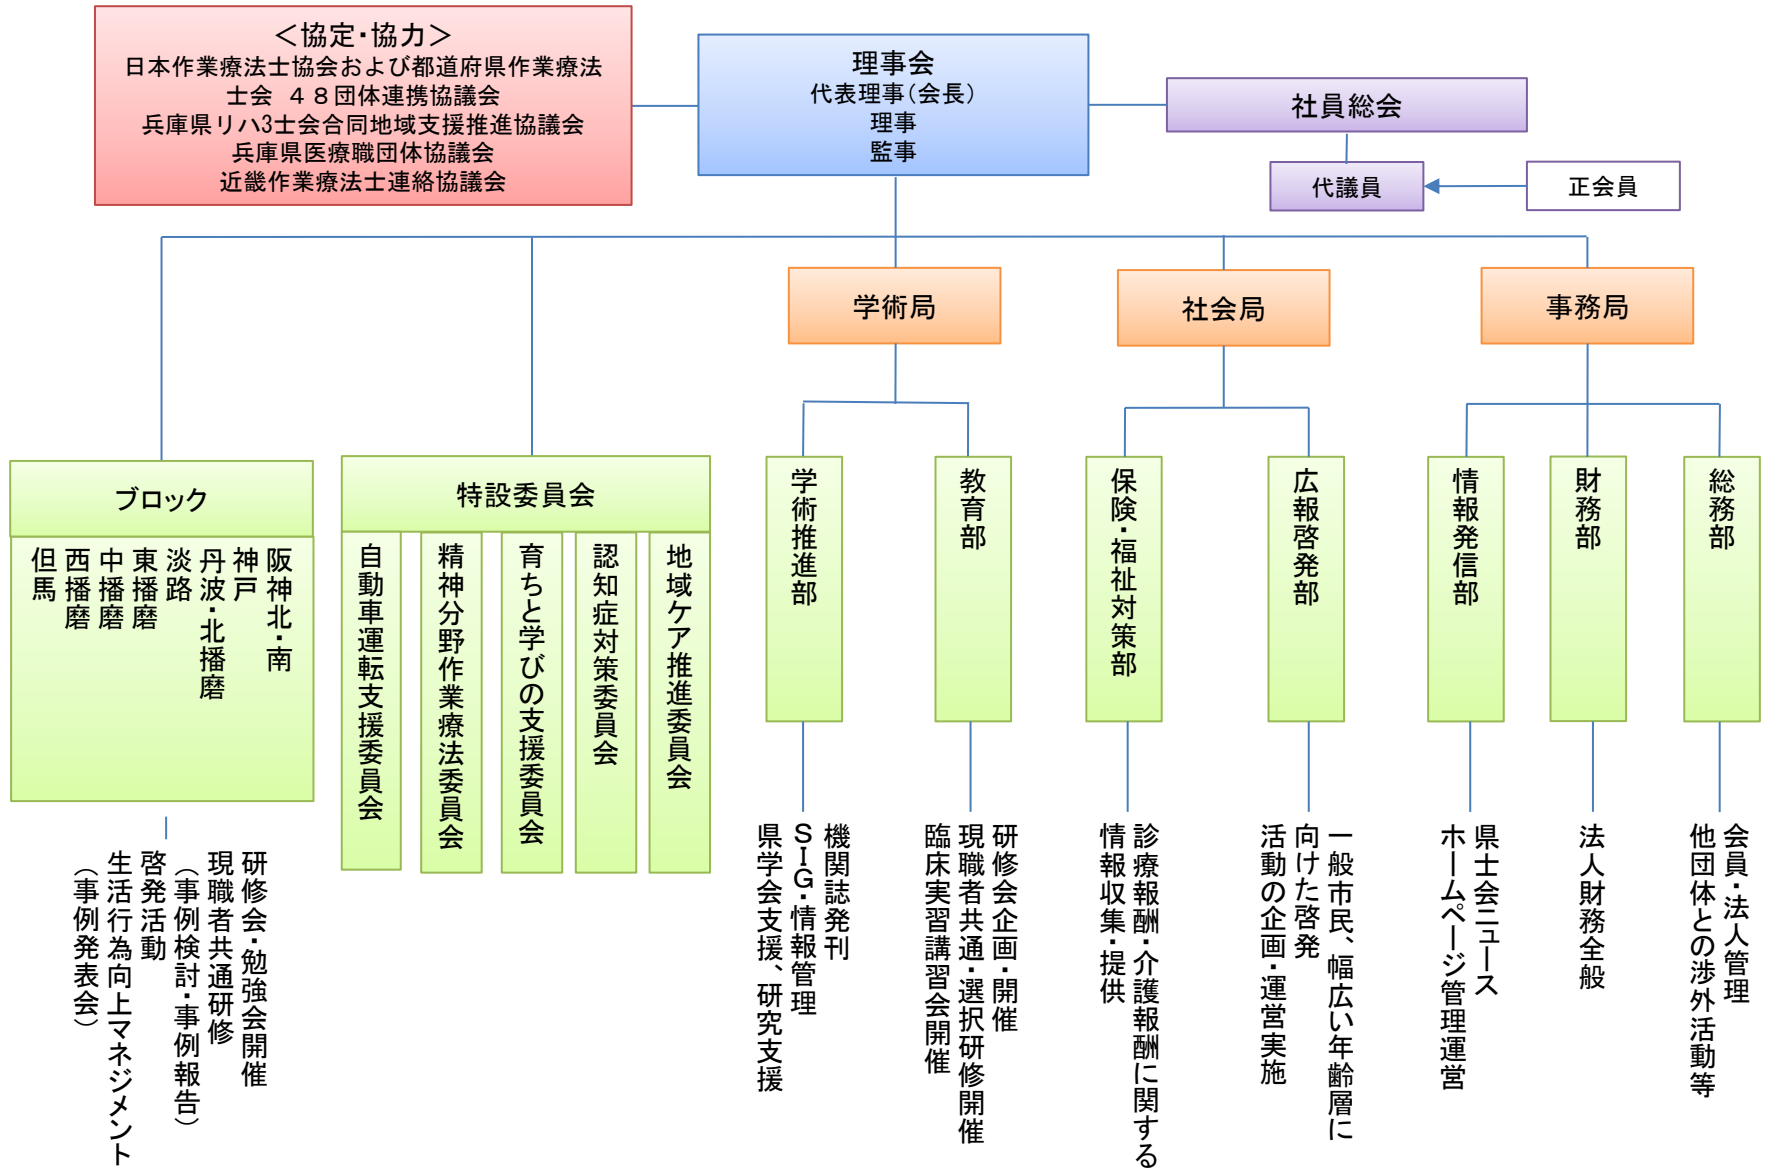 ＜協定・協力＞
日本作業療法士協会および都道府県作業療法
士会　４８団体連携協議会
兵庫県リハ3士会合同地域支援推進協議会
兵庫県医療職団体協議会
近畿作業療法士連絡協議会
理事会
代表理事（会長）
理事
監事
社員総会
代議員
正会員
学術局
社会局
事務局
ブロック
阪神北・南
神戸
丹波・北播磨
淡路
東播磨
中播磨
西播磨
但馬
研修会・勉強会開催
現職者共通研修
（事例検討・事例報告）
啓発活動
生活行為向上マネジメント
（事例発表会）
特設委員会
自動車運転支援委員会
精神分野作業療法委員会
育ちと学びの支援委員会
認知症対策委員会
地域ケア推進委員会
学術推進部
機関誌発刊
ＳＩＧ・情報管理
県学会支援、研究支援
教育部
研修会企画・開催
現職者共通・選択研修開催
臨床実習講習会開催
保険・福祉対策部
診療報酬・介護報酬に関する
情報収集・提供
広報啓発部
一般市民、幅広い年齢層に
向けた啓発
活動の企画・運営実施
情報発信部
県士会ニュース
ホームページ管理運営
財務部
法人財務全般
総務部
会員・法人管理
他団体との渉外活動等